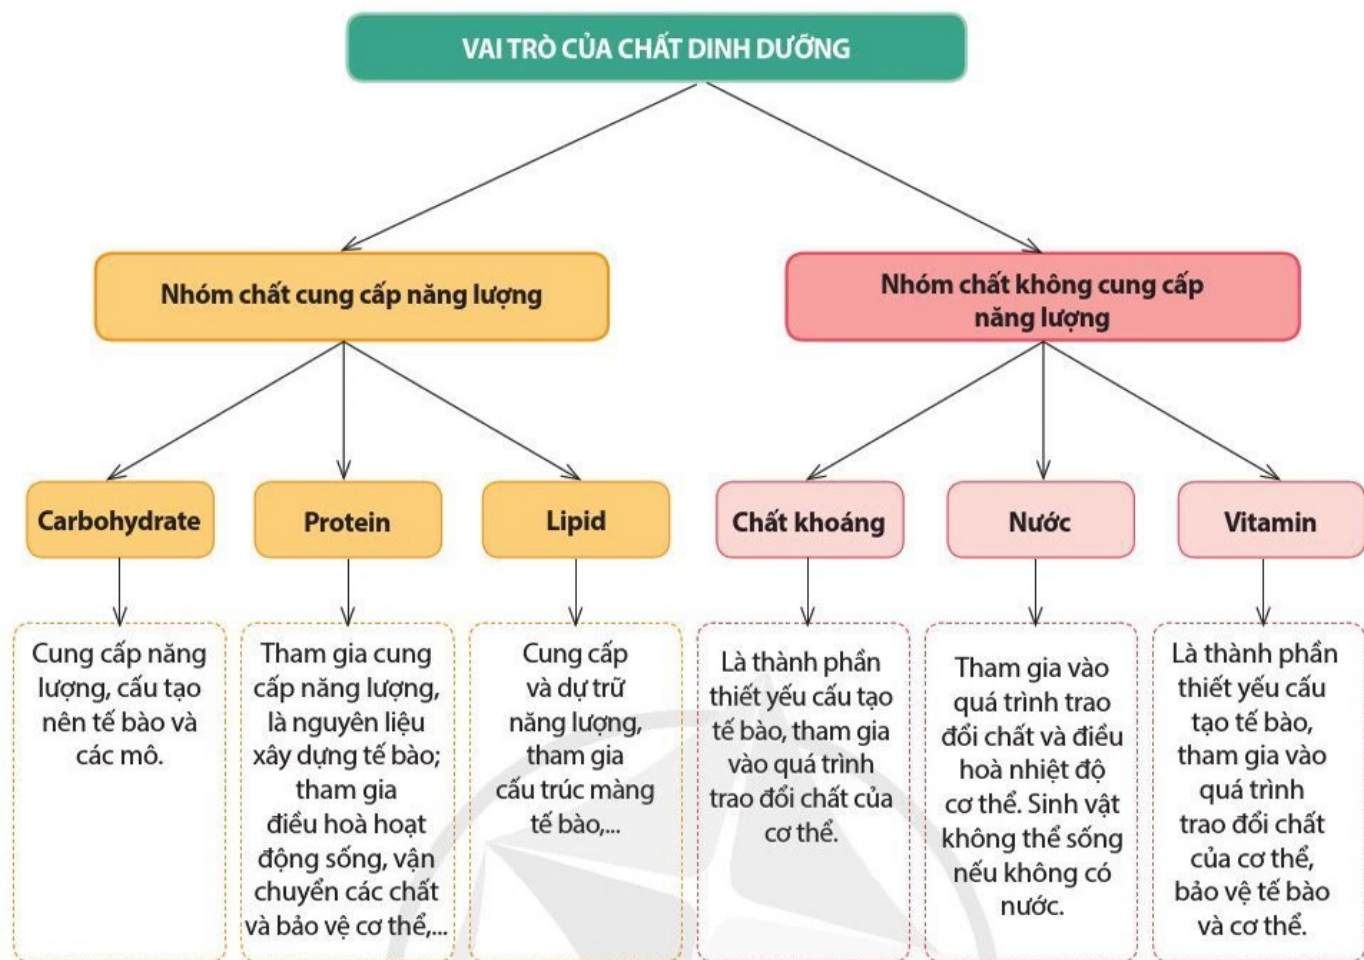 VAI TRÒ CỦA CHẤT DINH DƯỠNG
Nhóm chất cung cấp năng lượng
Nhóm chất không cung cấp
năng lượng
Carbohydrate
Protein
Lipid
Chất khoáng
Nước
Vitamin
Cung cấp năng
lượng, cấu tạo
nên tế bào và
các mô.
Tham gia cung
cấp năng lượng,
là nguyên liệu
xây dựng tế bào;
tham gia
điều hoà hoạt
động sống, vận
chuyển các chất
và bảo vệ cơ thể,...
Cung cấp
và dự trữ
năng lượng,
tham gia
cấu trúc màng
tế bào,...
Là thành phần
thiết yếu cấu tạo
tế bào, tham gia
vào quá trình
trao đổi chất của
cơ thể.
Tham gia vào
quá trình trao
đổi chất và điều
hoà nhiệt độ
cơ thể. Sinh vật
không thể sống
nếu không có
nước.
Là thành phần
thiết yếu cấu
tạo tế bào,
tham gia vào
quá trình
trao đổi chất
của cơ thể,
bảo vệ tế bào
và cơ thể.